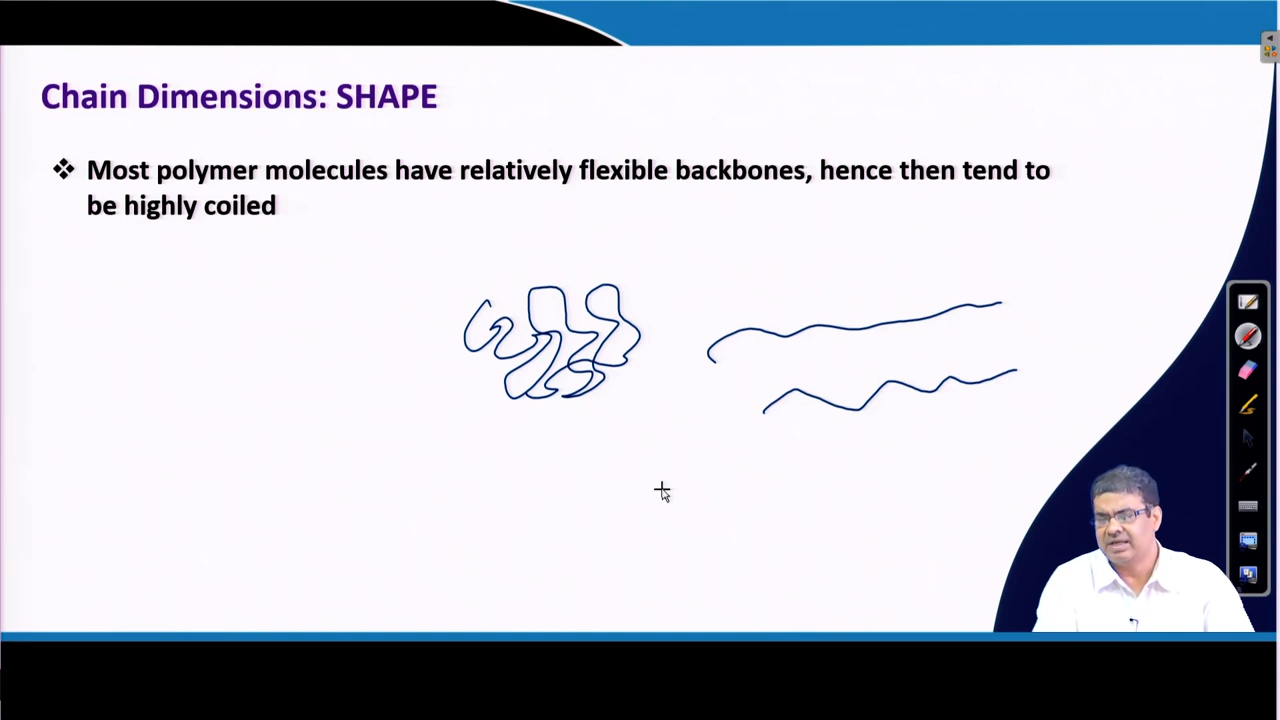 Chain Dimensions: SHAPE
❖ Most polymer molecules have relatively flexible backbones, hence then tend to
be highly coiled